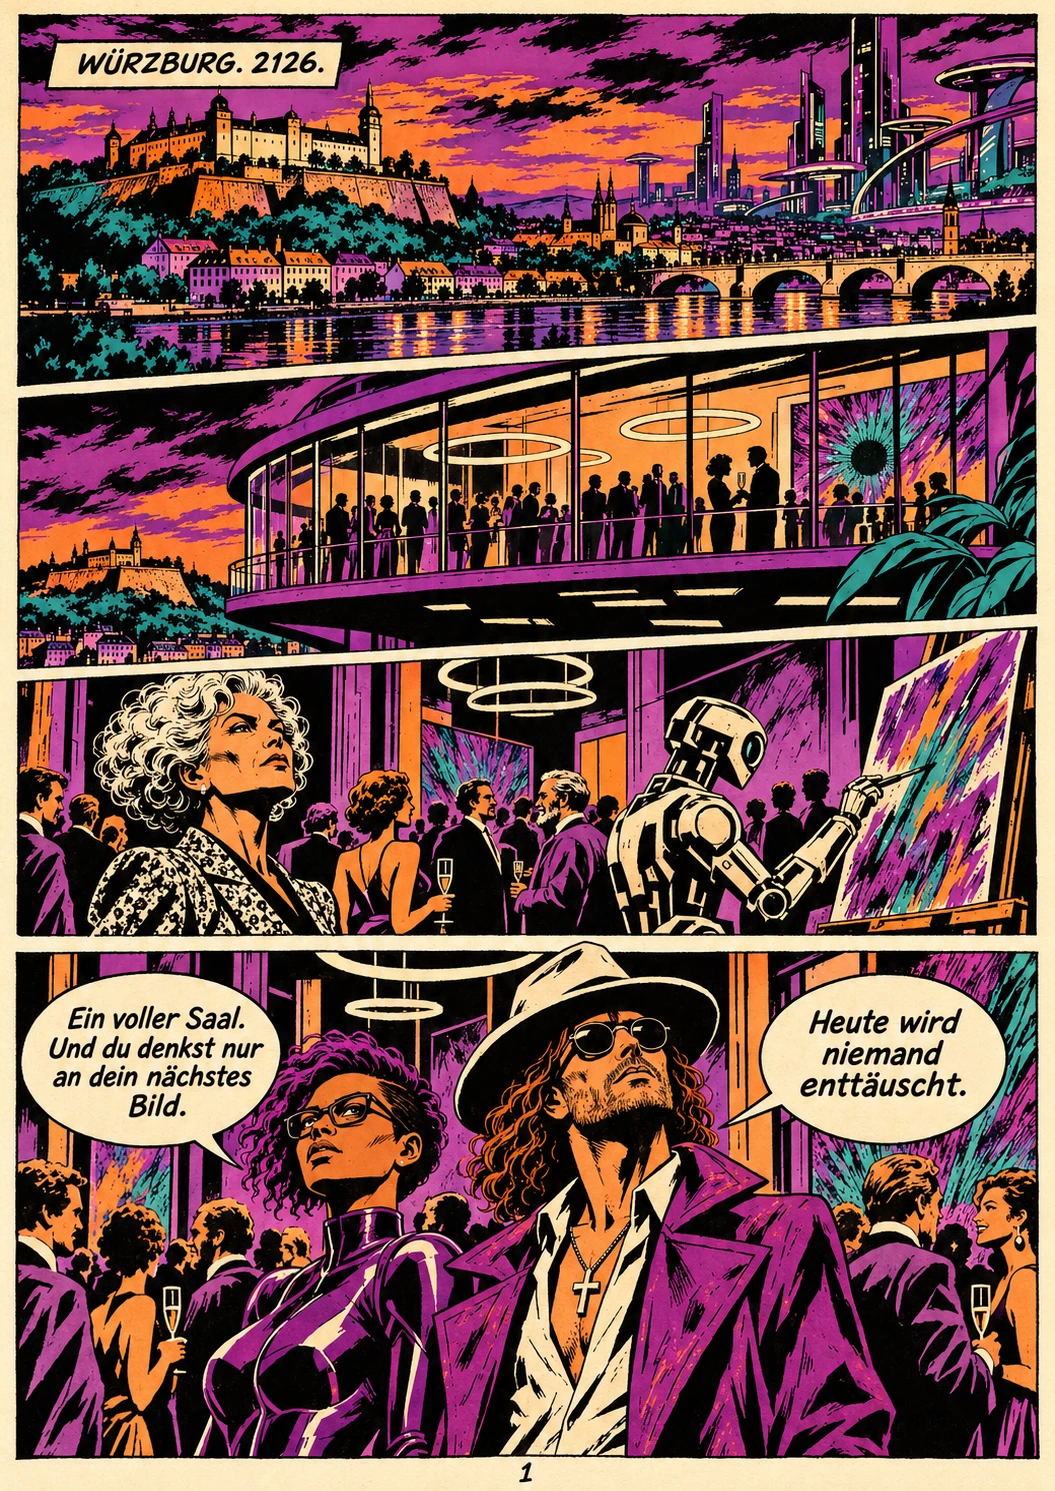 WÜRZBURG. 2126.
Ein voller Saal.
Und du denkst nur
an dein nächstes
Bild.
Heute wird
niemand
enttäuscht.
1